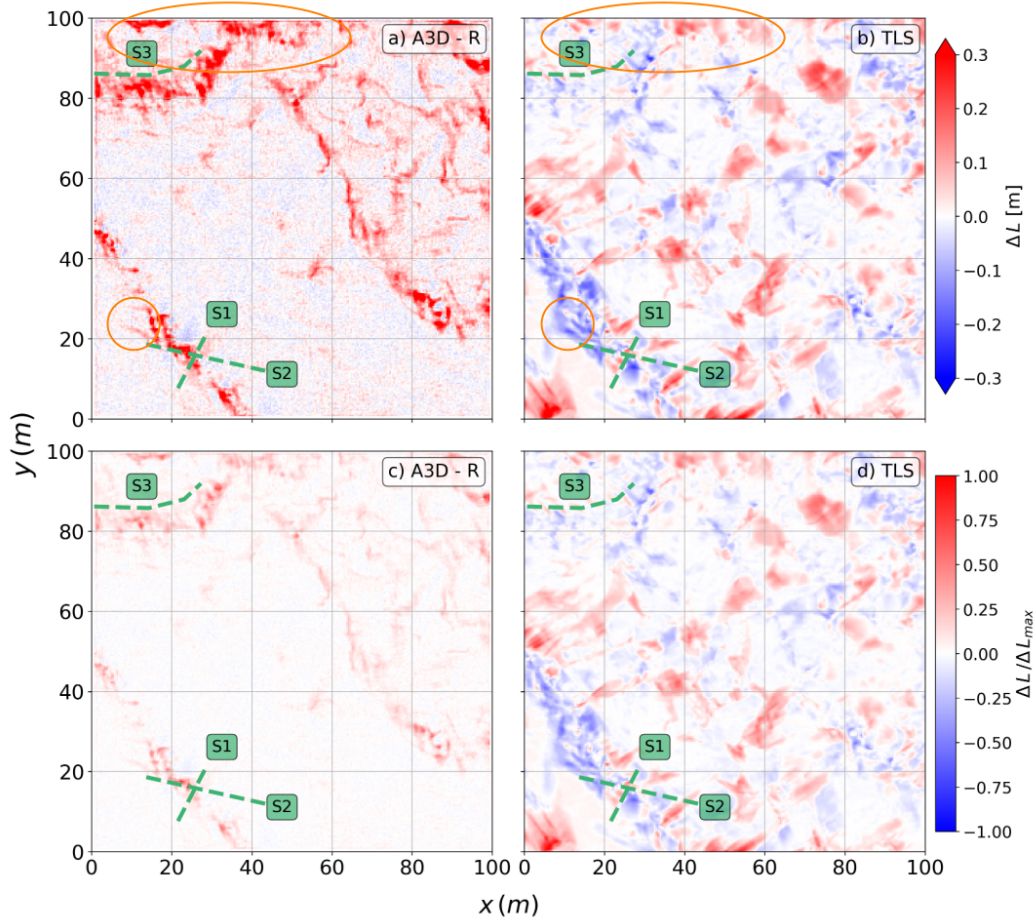 a) A3D - R
b) TLS
100
80
60
40
20
0
S3
S1
S2
S3
S1
S2
0.3
0.2
0.1
0.0
−0.1
−0.2
−0.3
ΔL [m]
y (m)
c) A3D - R
d) TLS
100
80
60
40
20
0
S3
S1
S2
S3
S1
S2
1.00
0.75
0.50
0.25
0.00
−0.25
−0.50
−0.75
−1.00
ΔL/ΔLmax
0 20 40 60 80 100
0 20 40 60 80 100
x (m)